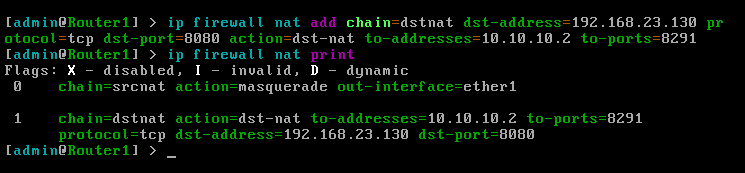 [admin@Router1] > ip firewall nat add chain=dstnat dst-address=192.168.23.130 pr
otocol=tcp dst-port=8080 action=dst-nat to-addresses=10.10.10.2 to-ports=8291
[admin@Router1] > ip firewall nat print
Flags: X - disabled, I - invalid, D - dynamic
 0    chain=srcnat action=masquerade out-interface=ether1

 1    chain=dstnat action=dst-nat to-addresses=10.10.10.2 to-ports=8291
      protocol=tcp dst-address=192.168.23.130 dst-port=8080
[admin@Router1] > _